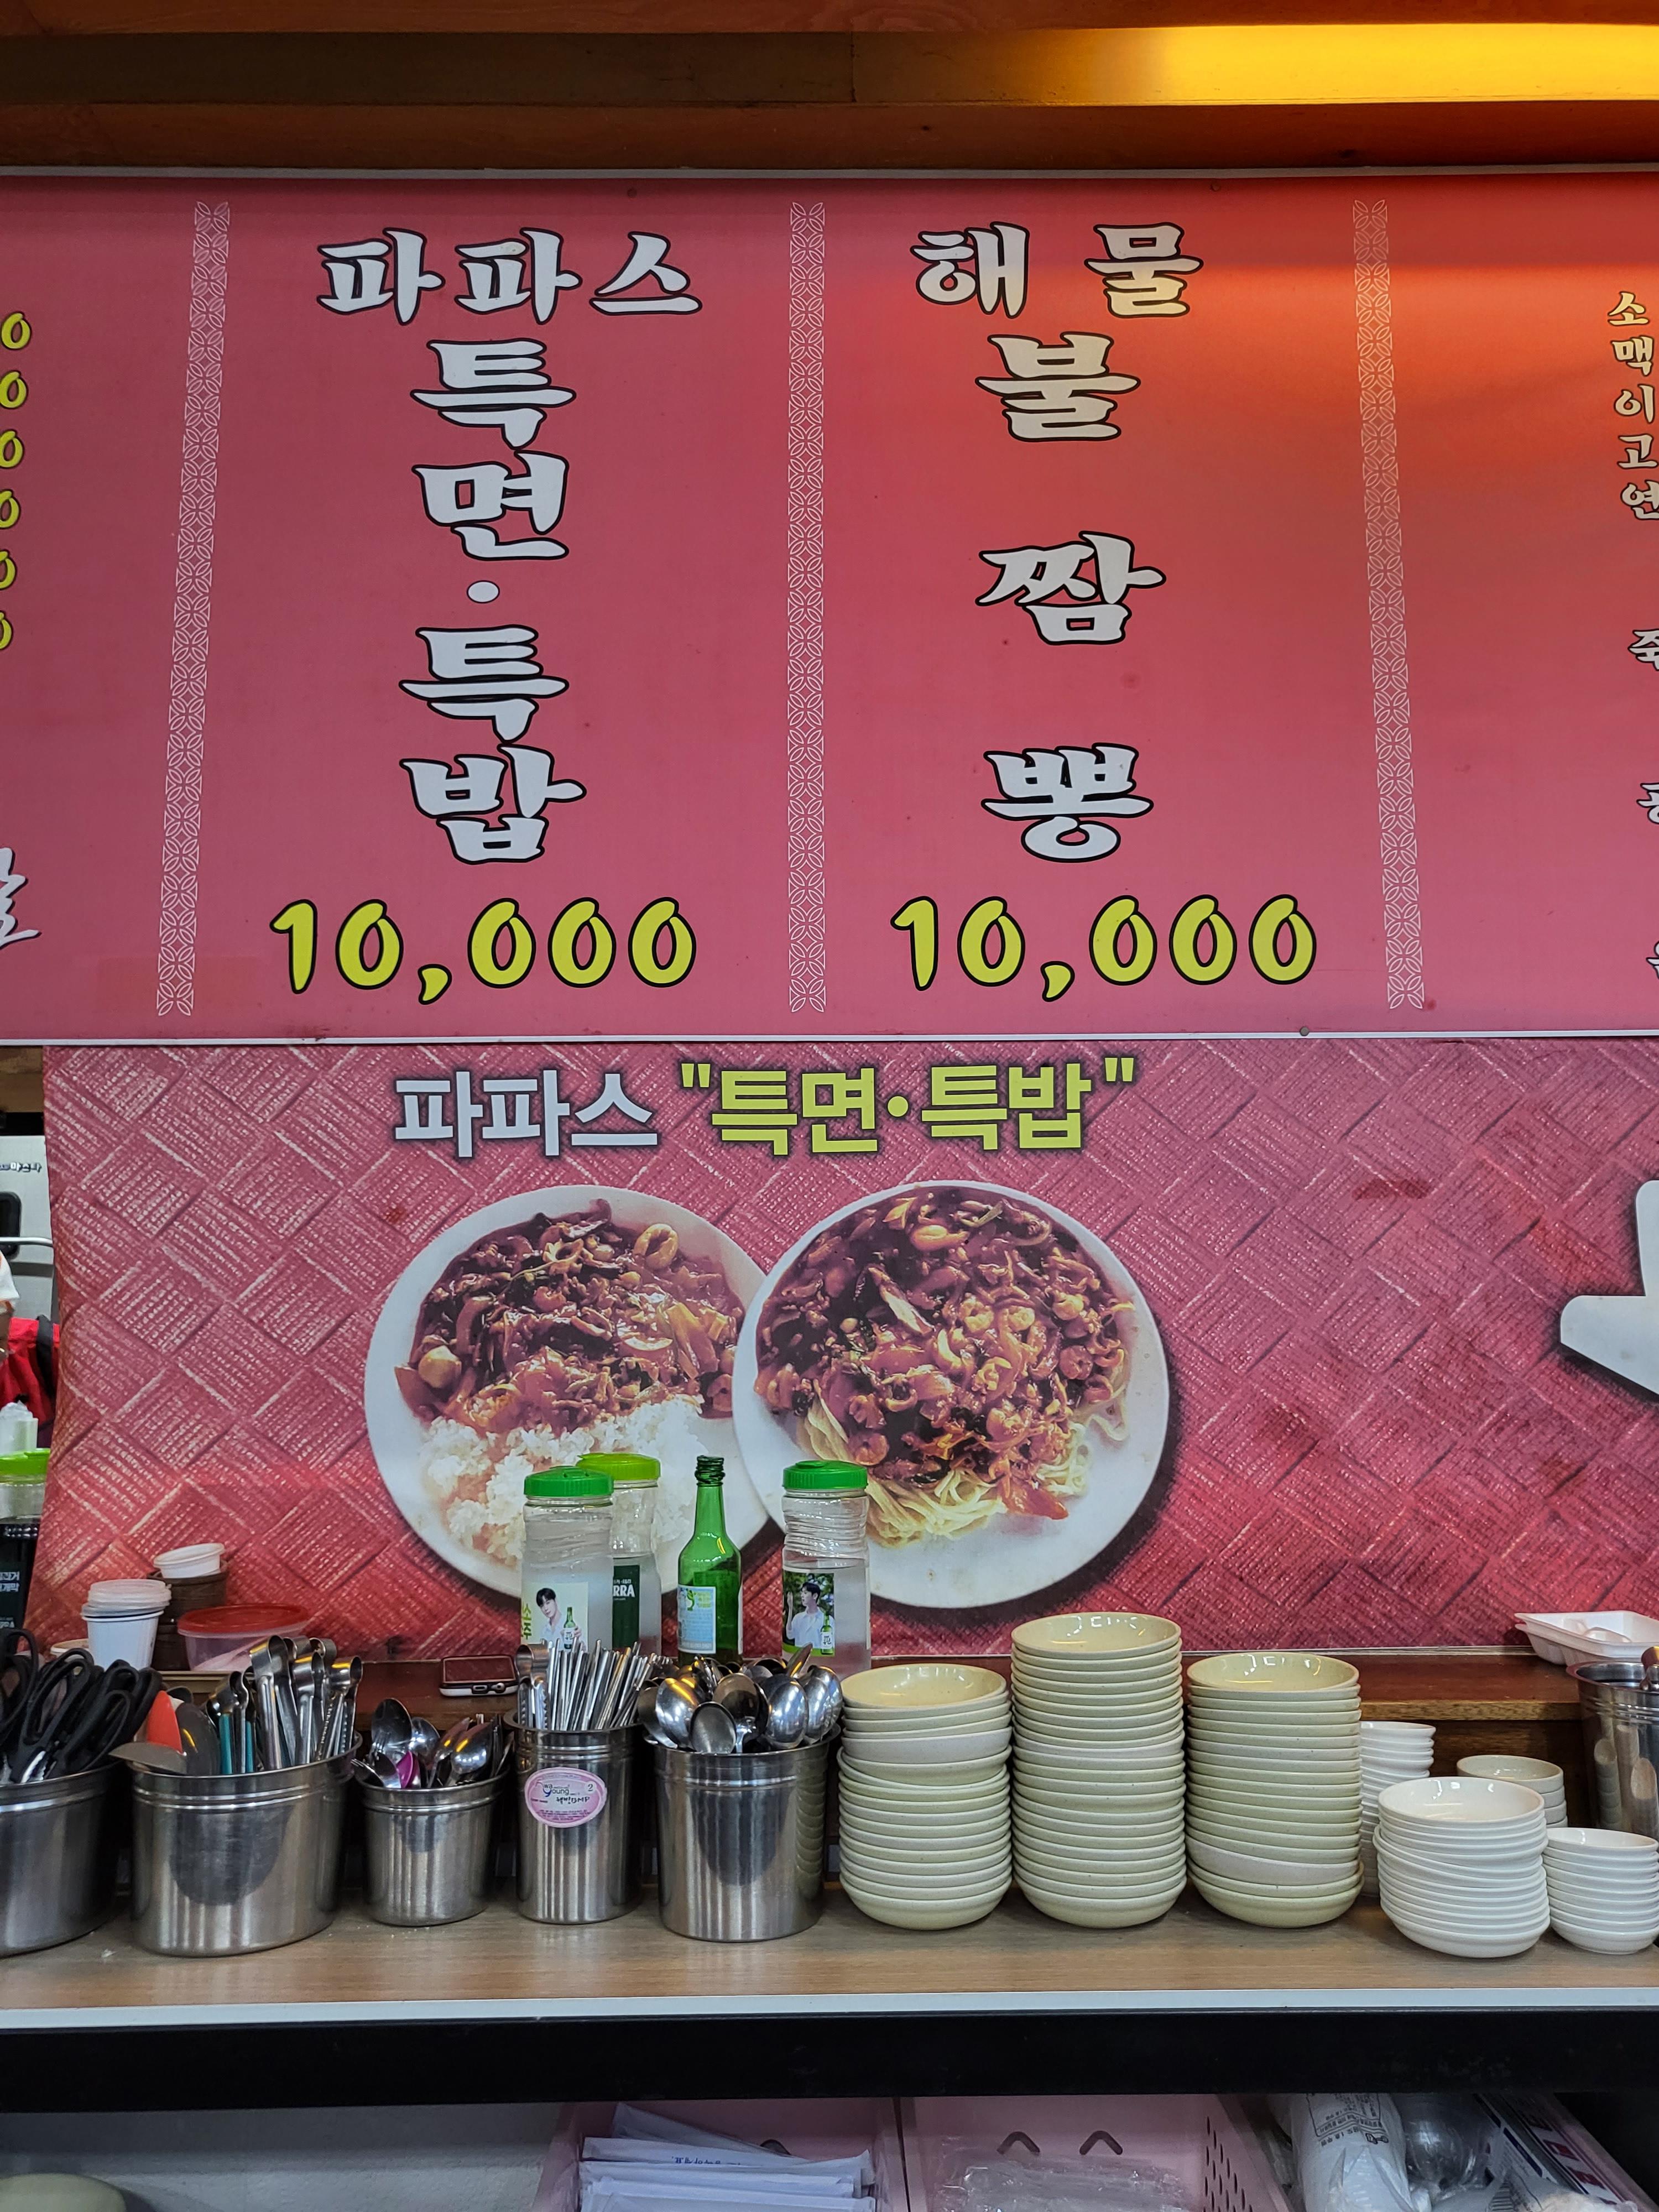 파파스
특면·특밥
10,000
해물
불짬뽕
10,000
소
맥
이
고
연
파파스 "특면·특밥"